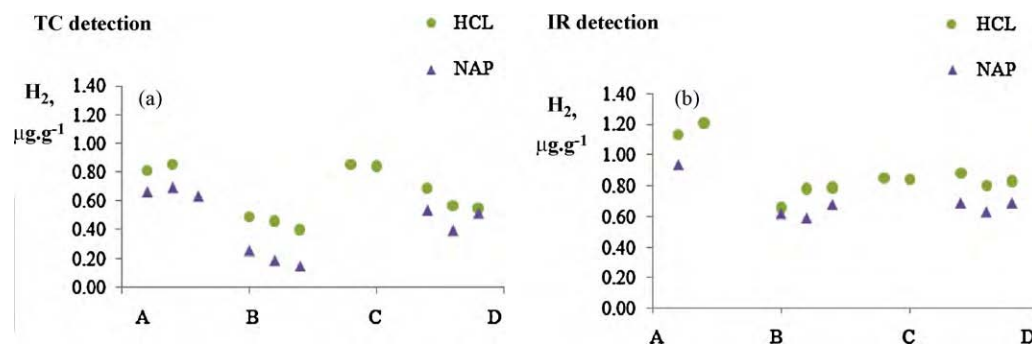 TC detection
HCL
NAP
H2,
µg.g-1
(a)
1.40
1.20
1.00
0.80
0.60
0.40
0.20
0.00
A B C D
IR detection
HCL
NAP
H2,
µg.g-1
(b)
1.40
1.20
1.00
0.80
0.60
0.40
0.20
0.00
A B C D